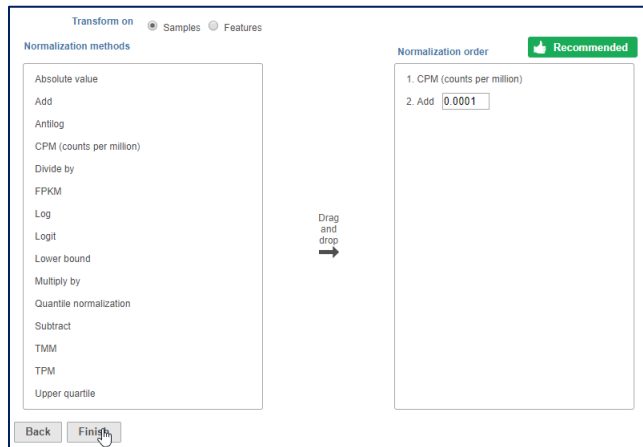 Transform on Samples Features
Normalization methods
Normalization order
Recommended
Absolute value
Add
Antilog
CPM (counts per million)
Divide by
FPKM
Log
Logit
Lower bound
Multiply by
Quantile normalization
Subtract
TMM
TPM
Upper quartile
Drag
and
drop
1. CPM (counts per million)
2. Add 0.0001
Back Finish